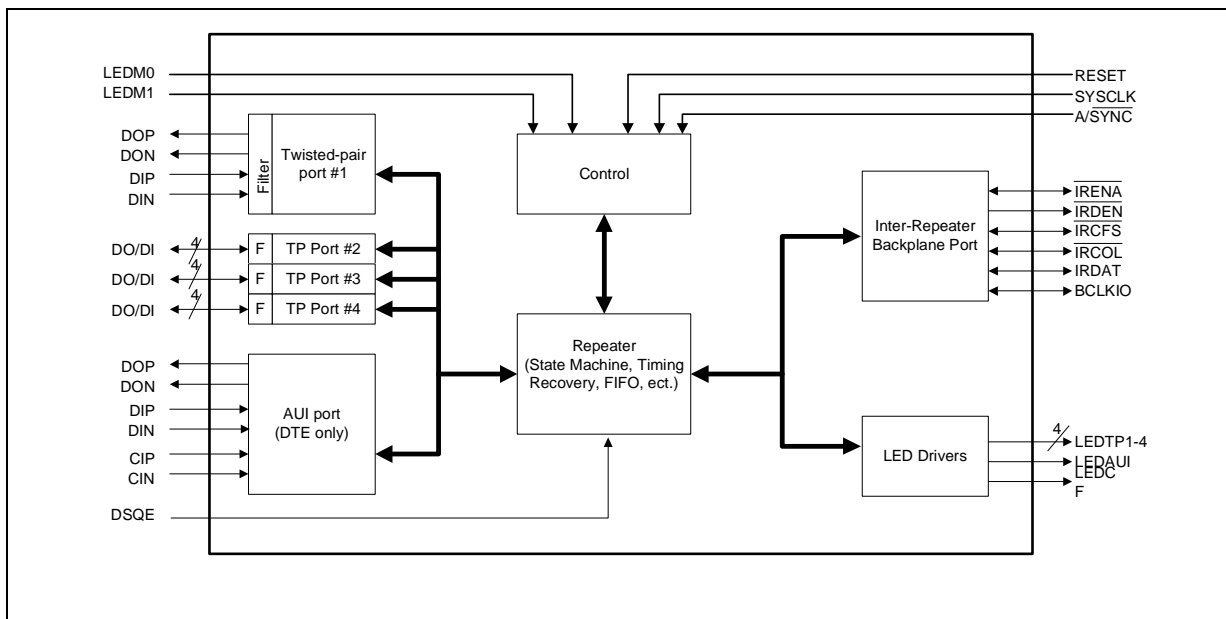 LEDM0
LEDM1
DOP
DON
DIP
DIN
DO/DI
4
DO/DI
4
DO/DI
4
DOP
DON
DIP
DIN
CIP
CIN
DSQE
Filter
Twisted-pair
port #1
F
TP Port #2
F
TP Port #3
F
TP Port #4
AUI port
(DTE only)
Control
Repeater
(State Machine, Timing
Recovery, FIFO, ect.)
RESET
SYSCLK
A/SYNC
Inter-Repeater
Backplane Port
IRENA
IRDEN
IRCFS
IRCOL
IRDAT
BCLKIO
LED Drivers
4
LEDTP1-4
LEDAUI
LEDC
F